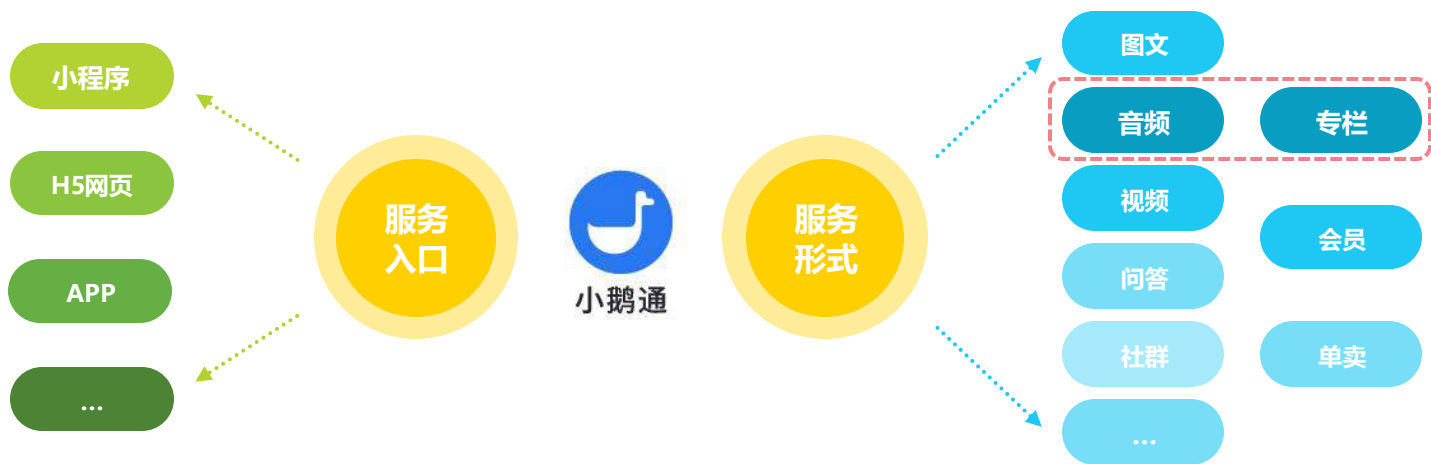 小程序
H5网页
APP
...
服务
入口
小鹅通
服务
形式
图文
音频
专栏
视频
会员
问答
社群
单卖
...